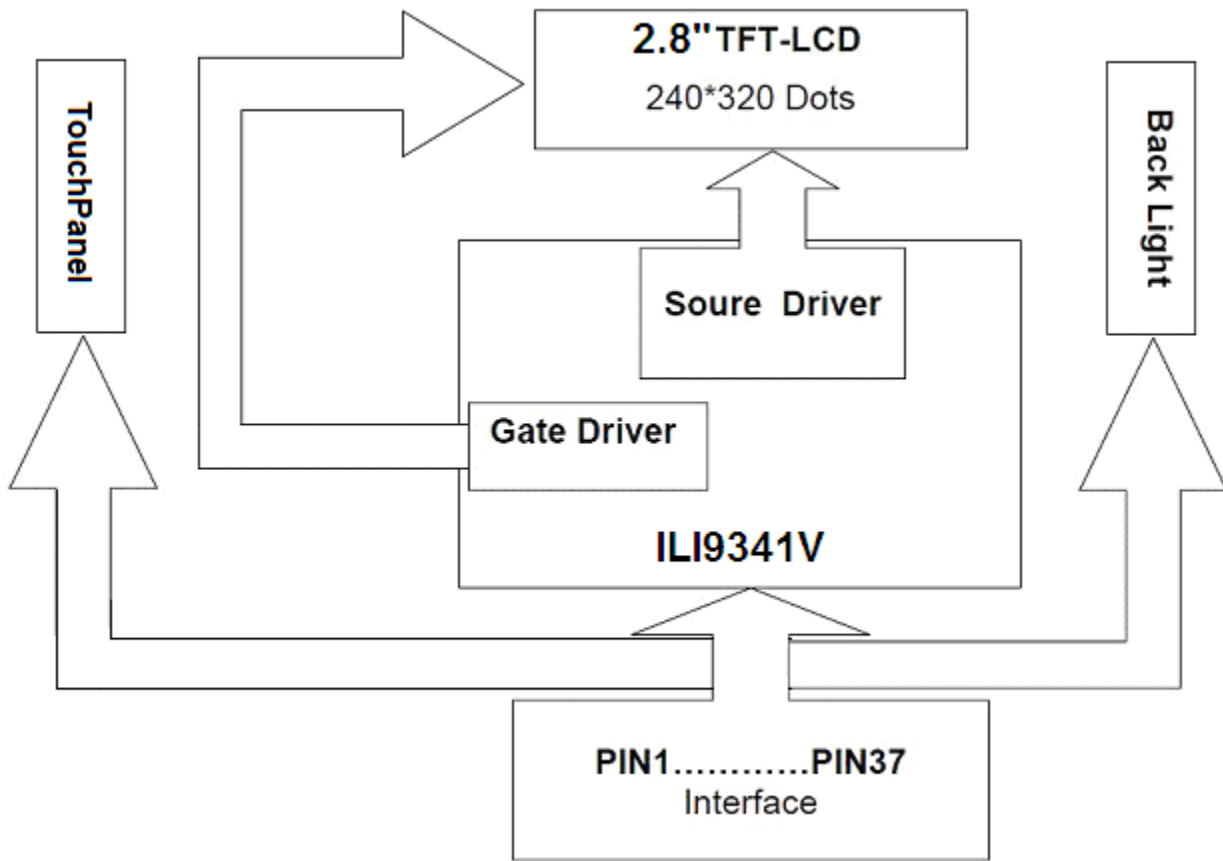 2.8" TFT-LCD
240*320 Dots
TouchPanel
Back Light
Soure Driver
Gate Driver
ILI9341V
PIN1.............PIN37
Interface